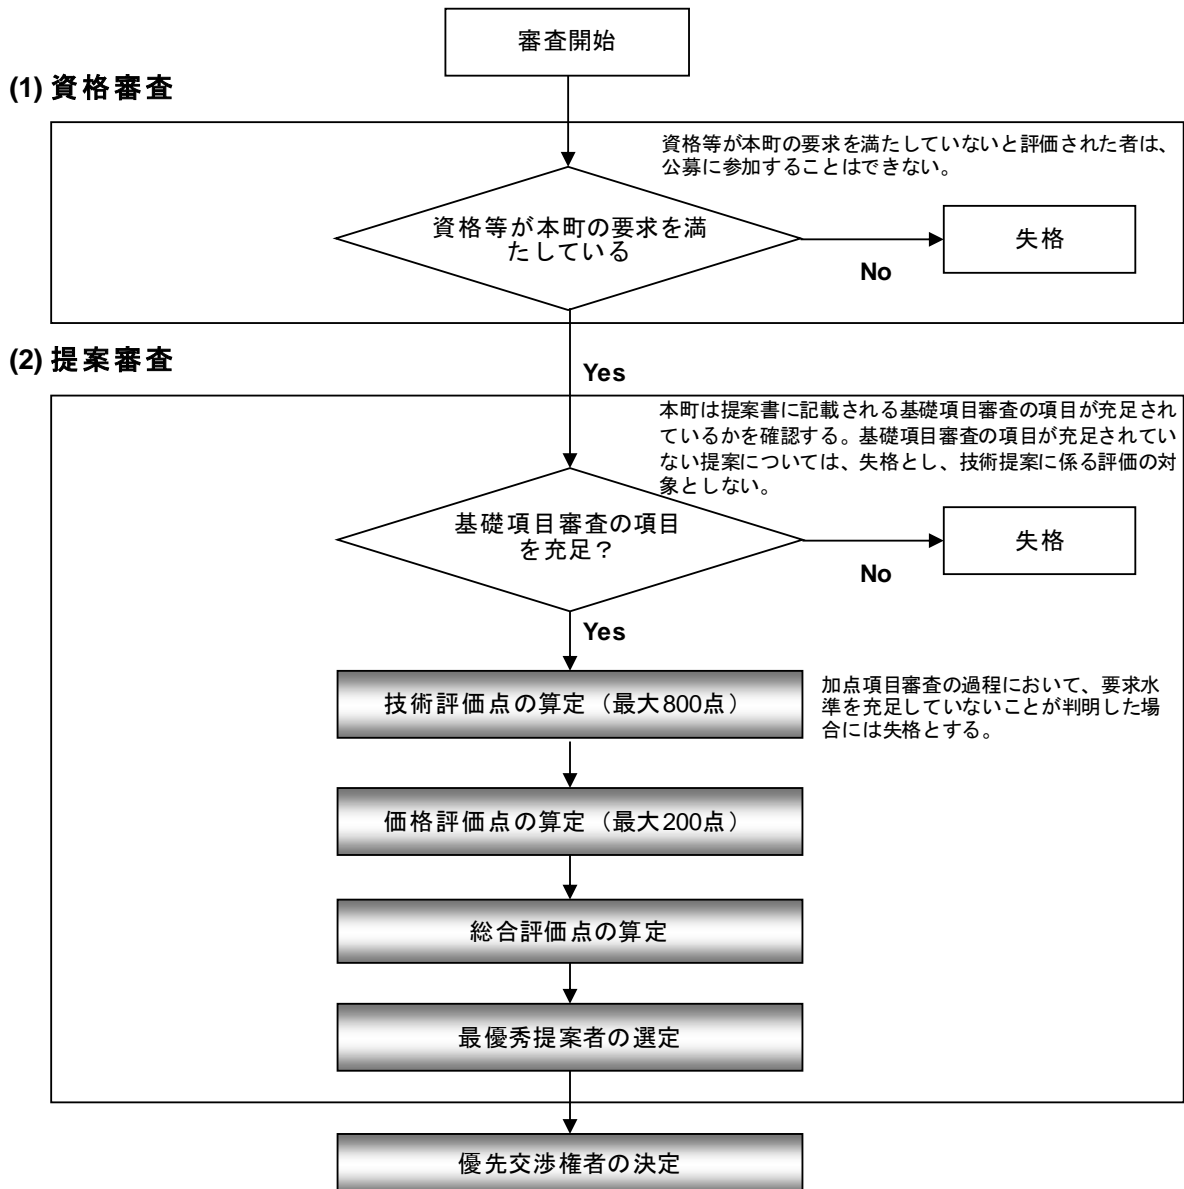 審査開始
(1) 資格審査
資格等が本町の要求を満たしていないと評価された者は、
公募に参加することはできない。
資格等が本町の要求を満
たしている
失格
No
(2) 提案審査
Yes
本町は提案書に記載される基礎項目審査の項目が充足され
ているかを確認する。基礎項目審査の項目が充足されてい
ない提案については、失格とし、技術提案に係る評価の対
象としない。
基礎項目審査の項目
を充足？
失格
No
Yes
技術評価点の算定（最大800点）
加点項目審査の過程において、要求水
準を充足していないことが判明した場
合には失格とする。
価格評価点の算定（最大200点）
総合評価点の算定
最優秀提案者の選定
優先交渉権者の決定